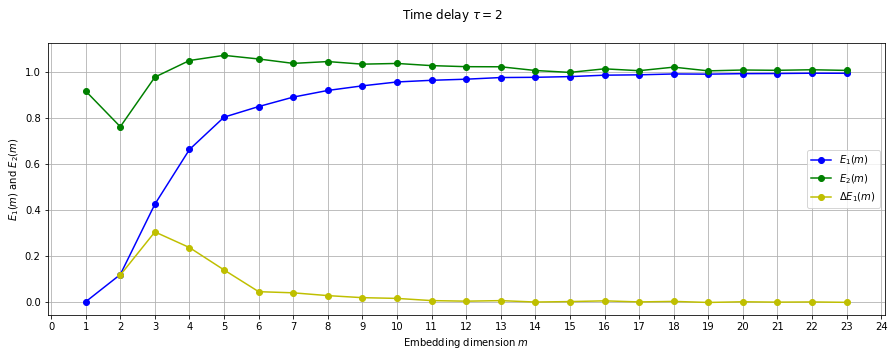 Time delay τ = 2
E₁(m) and E₂(m)
1.0
0.8
0.6
0.4
0.2
0.0
E₁(m)
E₂(m)
ΔE₁(m)
0 1 2 3 4 5 6 7 8 9 10 11 12 13 14 15 16 17 18 19 20 21 22 23 24
Embedding dimension m